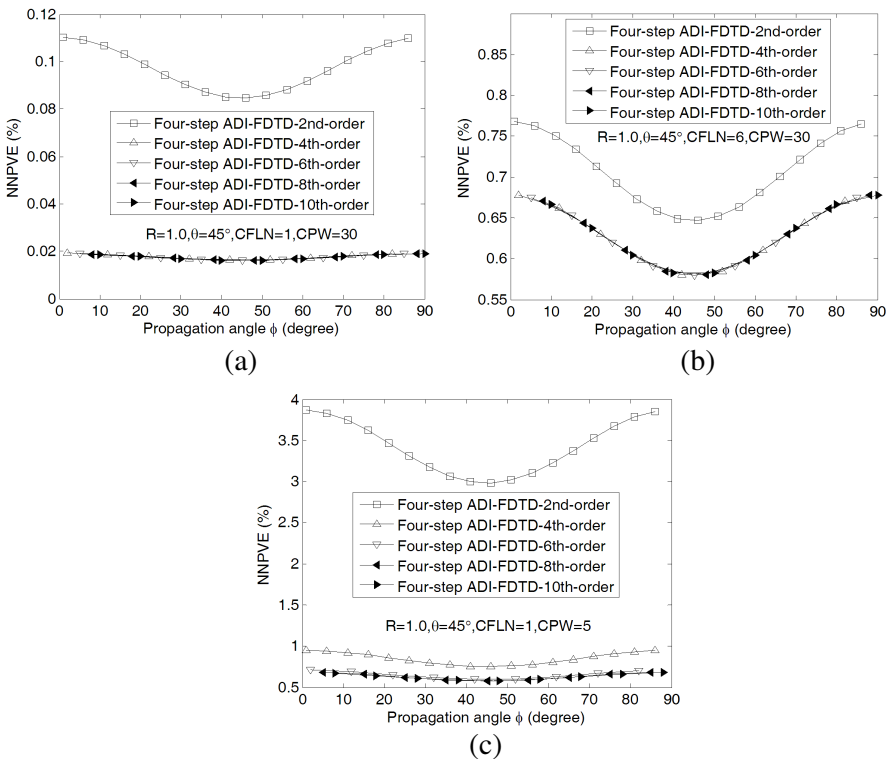 0.12
0.1
0.08
0.06
0.04
0.02
0
NNPVE (%)
Four-step ADI-FDTD-2nd-order
Four-step ADI-FDTD-4th-order
Four-step ADI-FDTD-6th-order
Four-step ADI-FDTD-8th-order
Four-step ADI-FDTD-10th-order
R=1.0,θ=45°,CFLN=1,CPW=30
0 10 20 30 40 50 60 70 80 90
Propagation angle ϕ (degree)
(a)
0.85
0.8
0.75
0.7
0.65
0.6
0.55
NNPVE (%)
Four-step ADI-FDTD-2nd-order
Four-step ADI-FDTD-4th-order
Four-step ADI-FDTD-6th-order
Four-step ADI-FDTD-8th-order
Four-step ADI-FDTD-10th-order
R=1.0,θ=45°,CFLN=6,CPW=30
0 10 20 30 40 50 60 70 80 90
Propagation angle ϕ (degree)
(b)
4
3.5
3
2.5
2
1.5
1
0.5
NNPVE (%)
Four-step ADI-FDTD-2nd-order
Four-step ADI-FDTD-4th-order
Four-step ADI-FDTD-6th-order
Four-step ADI-FDTD-8th-order
Four-step ADI-FDTD-10th-order
R=1.0,θ=45°,CFLN=1,CPW=5
0 10 20 30 40 50 60 70 80 90
Propagation angle ϕ (degree)
(c)